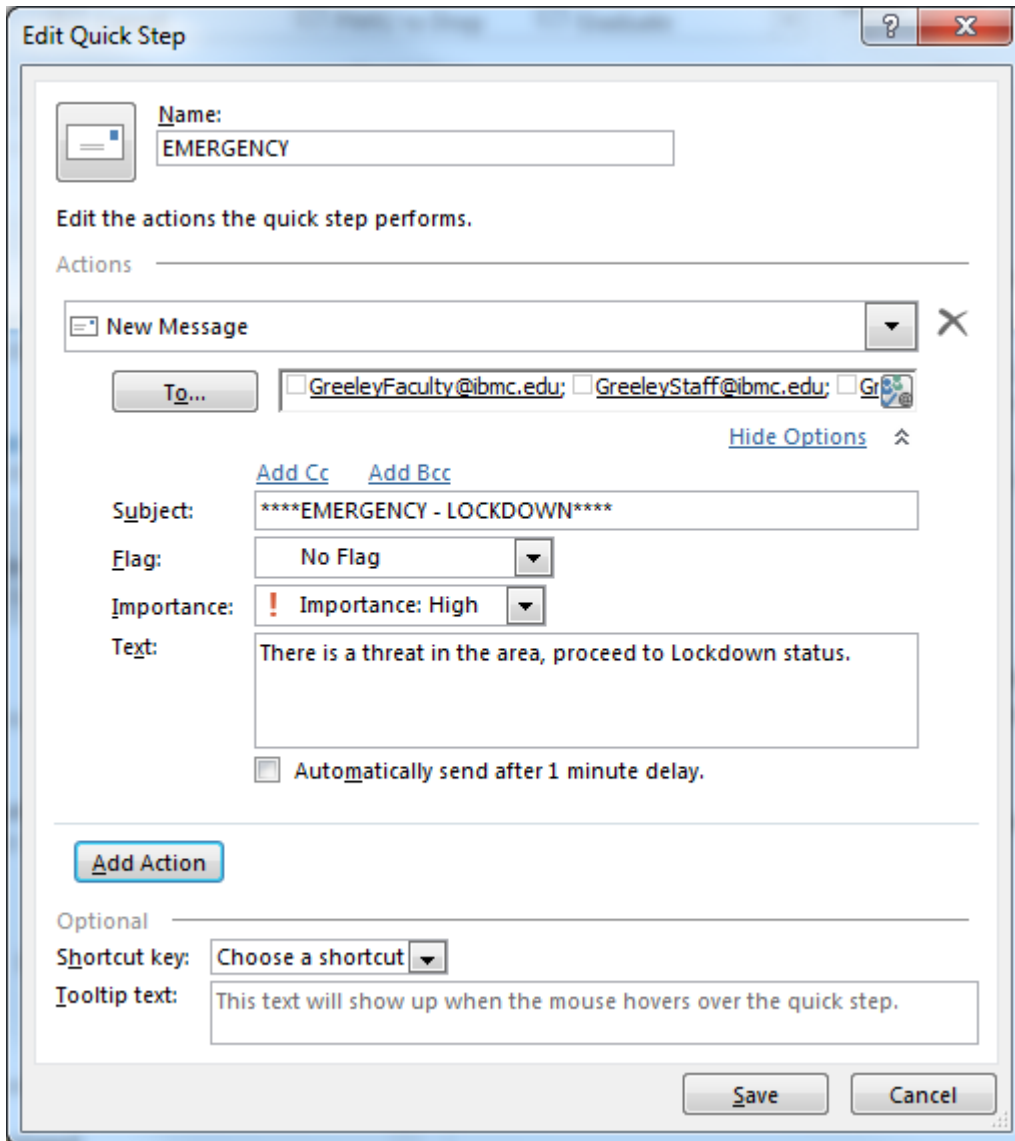 Edit Quick Step
Name:
EMERGENCY
Edit the actions the quick step performs.
Actions
New Message
To... GreeleyFaculty@ibmc.edu; GreeleyStaff@ibmc.edu; Gr
Hide Options
Add Cc Add Bcc
Subject: ****EMERGENCY - LOCKDOWN****
Flag: No Flag
Importance: ! Importance: High
Text: There is a threat in the area, proceed to Lockdown status.
Automatically send after 1 minute delay.
Add Action
Optional
Shortcut key: Choose a shortcut
Tooltip text: This text will show up when the mouse hovers over the quick step.
Save Cancel